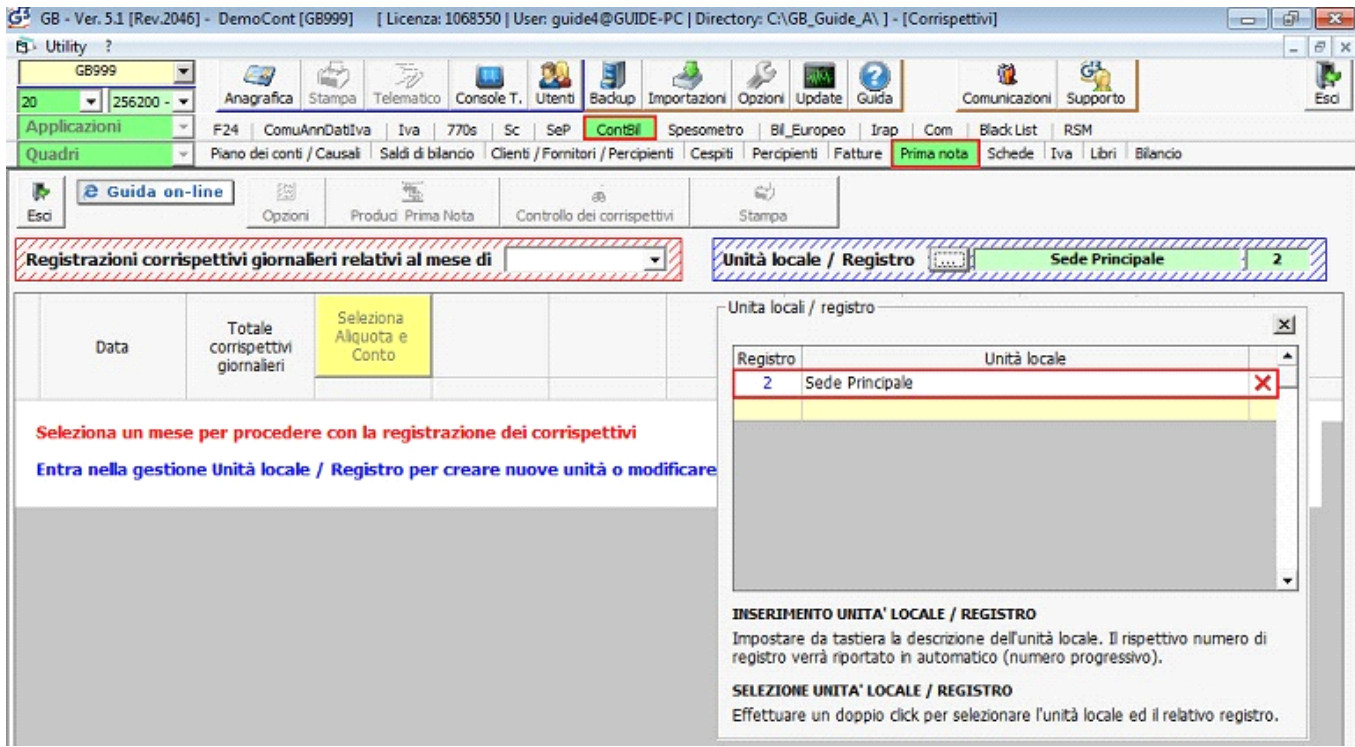 GB - Ver. 5.1 [Rev.2046] - DemoCont [GB999] [ Licenza: 1068550 | User: guide4@GUIDE-PC | Directory: C:\GB_Guide_A\ ] - [Corrispettivi]
Utility ?
GB999
20 256200 -
Anagrafica Stampa Telematico Console T. Utenti Backup Importazioni Opzioni Update Guida Comunicazioni Supporto Esci
Applicazioni F24 ComuAnnDatiIva Iva 770s Sc SeP ContBil Spesometro Bil_Europeo Irap Com Black List RSM
Quadri Piano dei conti / Causali Saldi di bilancio Clienti / Fornitori / Percipienti Cespiti Percipienti Fatture Prima nota Schede Iva Libri Bilancio
Esci Guida on-line Opzioni Produci Prima Nota Controllo dei corrispettivi Stampa
Registrazioni corrispettivi giornalieri relativi al mese di Unità locale / Registro .... Sede Principale 2
Data
Totale
corrispettivi
giornalieri
Seleziona
Aliquota e
Conto
Seleziona un mese per procedere con la registrazione dei corrispettivi
Entra nella gestione Unità locale / Registro per creare nuove unità o modificare
Unita locali / registro
Registro Unità locale
2 Sede Principale
INSERIMENTO UNITA' LOCALE / REGISTRO
Impostare da tastiera la descrizione dell'unità locale. Il rispettivo numero di
registro verrà riportato in automatico (numero progressivo).
SELEZIONE UNITA' LOCALE / REGISTRO
Effettuare un doppio click per selezionare l'unità locale ed il relativo registro.